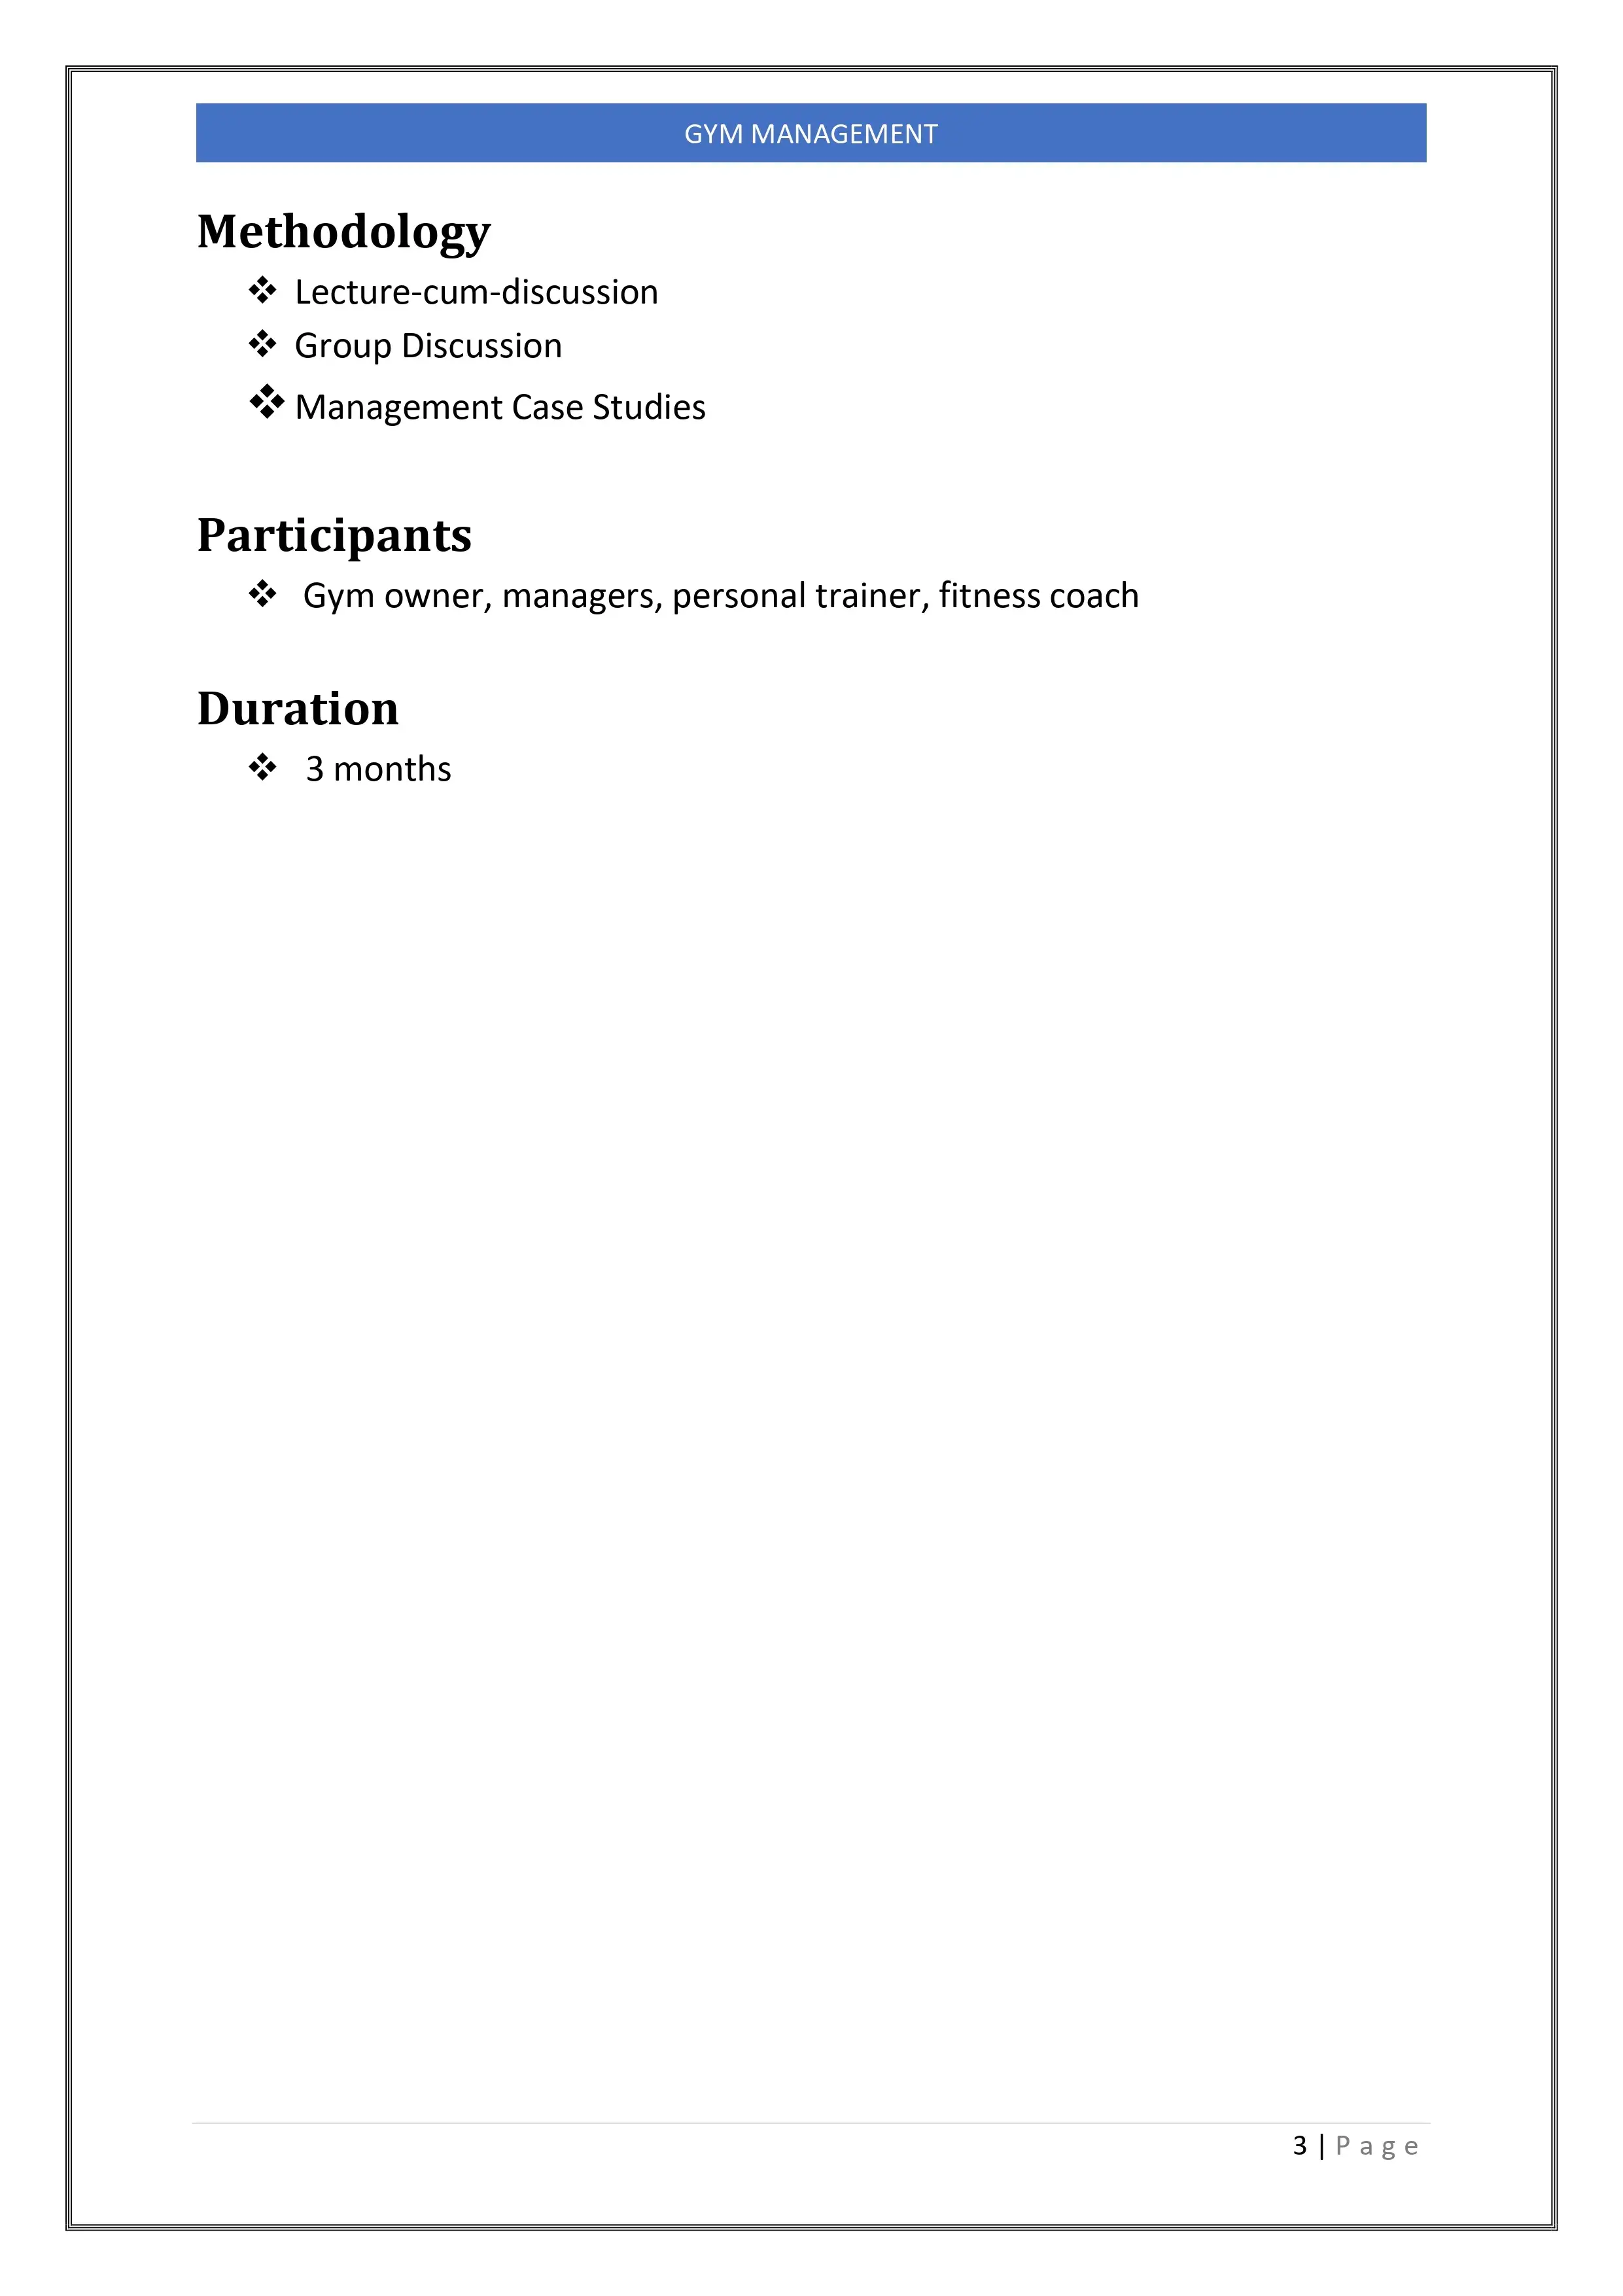 GYM MANAGEMENT
Methodology
❖ Lecture-cum-discussion
❖ Group Discussion
❖ Management Case Studies
Participants
❖ Gym owner, managers, personal trainer, fitness coach
Duration
❖ 3 months
3 | P a g e